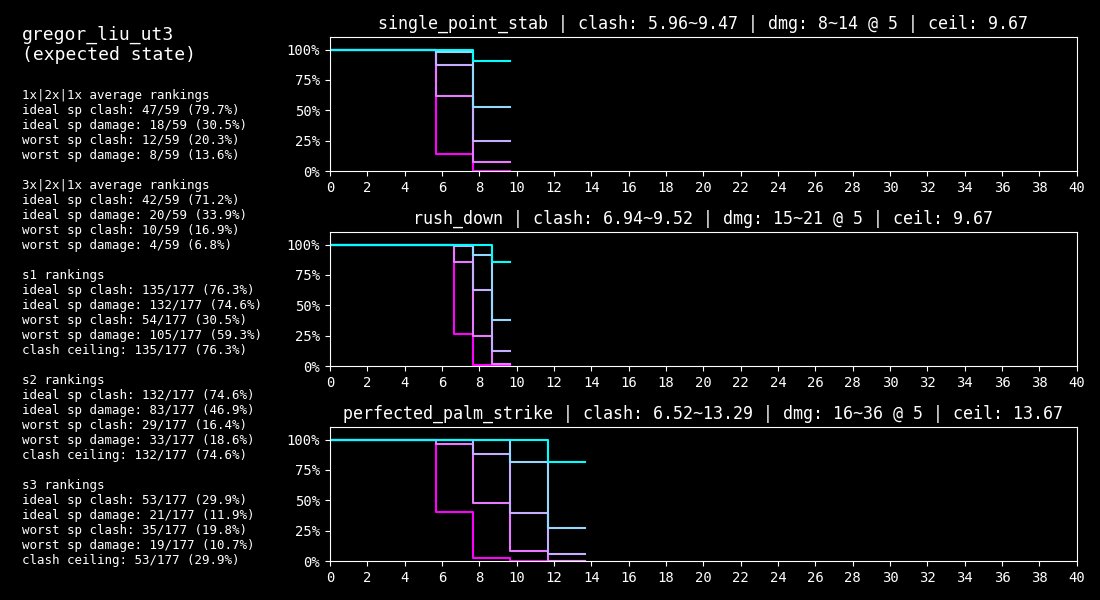 gregor_liu_ut3
(expected state)
1x|2x|1x average rankings
ideal sp clash: 47/59 (79.7%)
ideal sp damage: 18/59 (30.5%)
worst sp clash: 12/59 (20.3%)
worst sp damage: 8/59 (13.6%)
3x|2x|1x average rankings
ideal sp clash: 42/59 (71.2%)
ideal sp damage: 20/59 (33.9%)
worst sp clash: 10/59 (16.9%)
worst sp damage: 4/59 (6.8%)
s1 rankings
ideal sp clash: 135/177 (76.3%)
ideal sp damage: 132/177 (74.6%)
worst sp clash: 54/177 (30.5%)
worst sp damage: 105/177 (59.3%)
clash ceiling: 135/177 (76.3%)
s2 rankings
ideal sp clash: 132/177 (74.6%)
ideal sp damage: 83/177 (46.9%)
worst sp clash: 29/177 (16.4%)
worst sp damage: 33/177 (18.6%)
clash ceiling: 132/177 (74.6%)
s3 rankings
ideal sp clash: 53/177 (29.9%)
ideal sp damage: 21/177 (11.9%)
worst sp clash: 35/177 (19.8%)
worst sp damage: 19/177 (10.7%)
clash ceiling: 53/177 (29.9%)
single_point_stab | clash: 5.96~9.47 | dmg: 8~14 @ 5 | ceil: 9.67
100%
75%
50%
25%
0%
0 2 4 6 8 10 12 14 16 18 20 22 24 26 28 30 32 34 36 38 40
rush_down | clash: 6.94~9.52 | dmg: 15~21 @ 5 | ceil: 9.67
100%
75%
50%
25%
0%
0 2 4 6 8 10 12 14 16 18 20 22 24 26 28 30 32 34 36 38 40
perfected_palm_strike | clash: 6.52~13.29 | dmg: 16~36 @ 5 | ceil: 13.67
100%
75%
50%
25%
0%
0 2 4 6 8 10 12 14 16 18 20 22 24 26 28 30 32 34 36 38 40